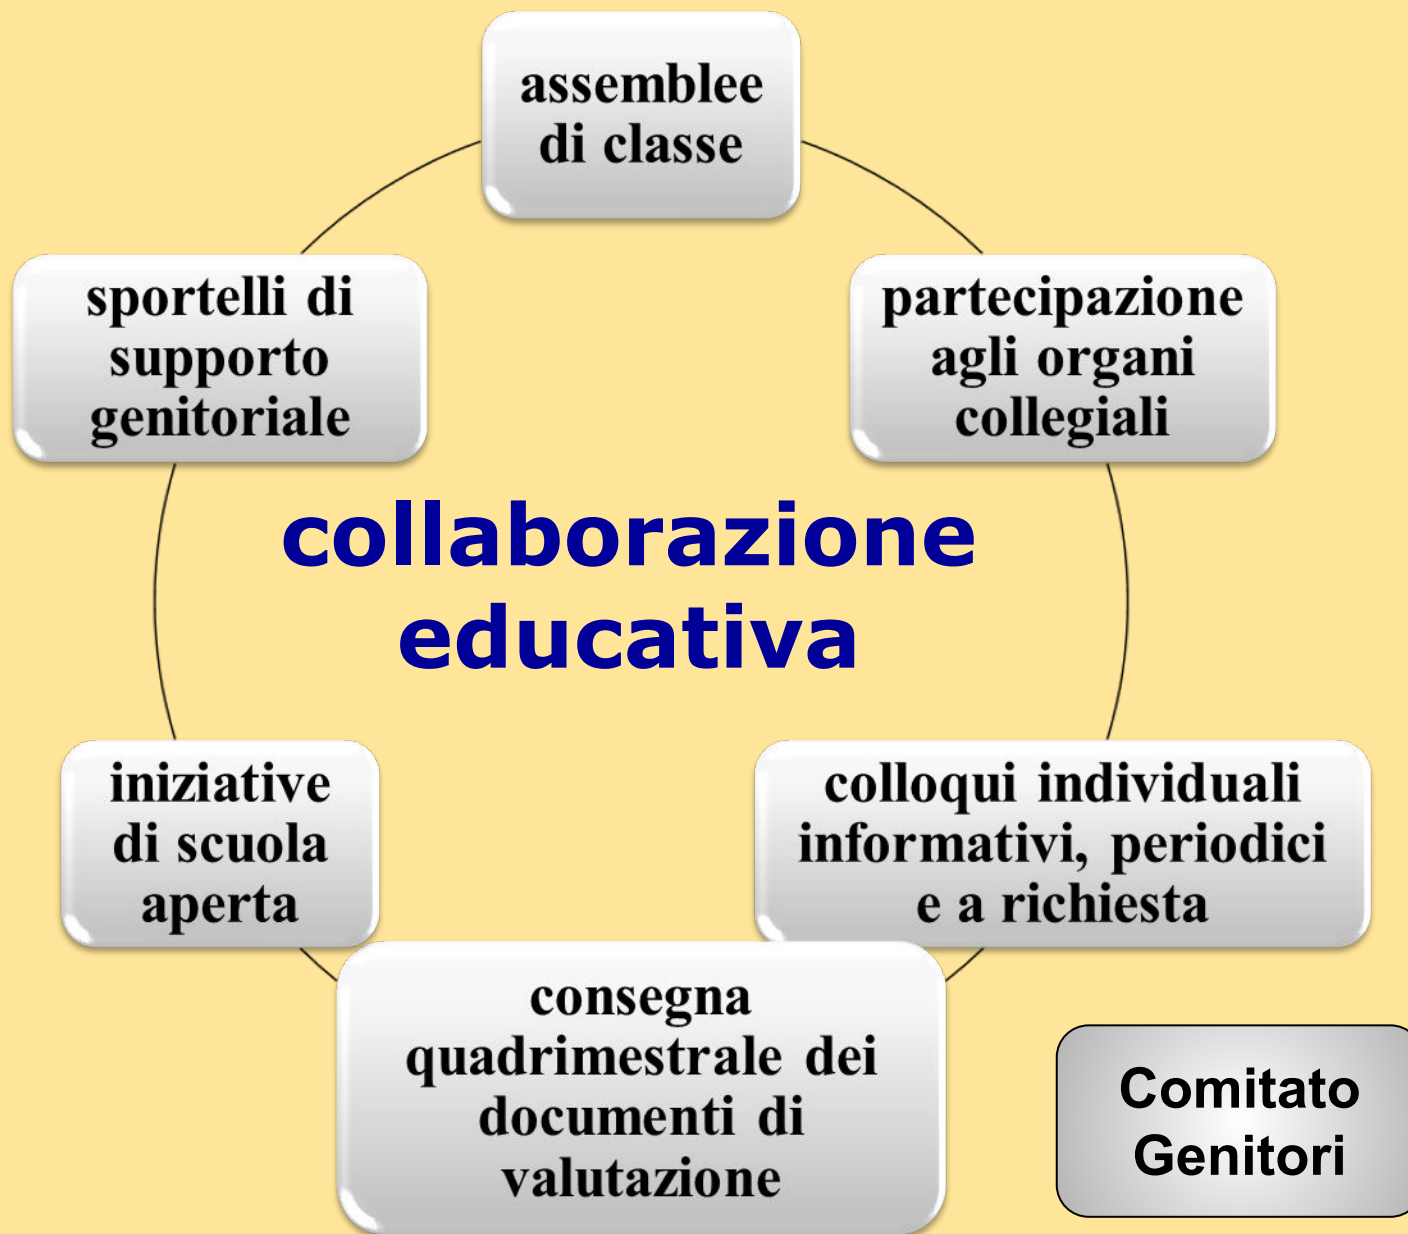 assemblee
di classe
sportelli di
supporto
genitoriale
partecipazione
agli organi
collegiali
collaborazione
educativa
iniziative
di scuola
aperta
colloqui individuali
informativi, periodici
e a richiesta
consegna
quadrimestrale dei
documenti di
valutazione
Comitato
Genitori